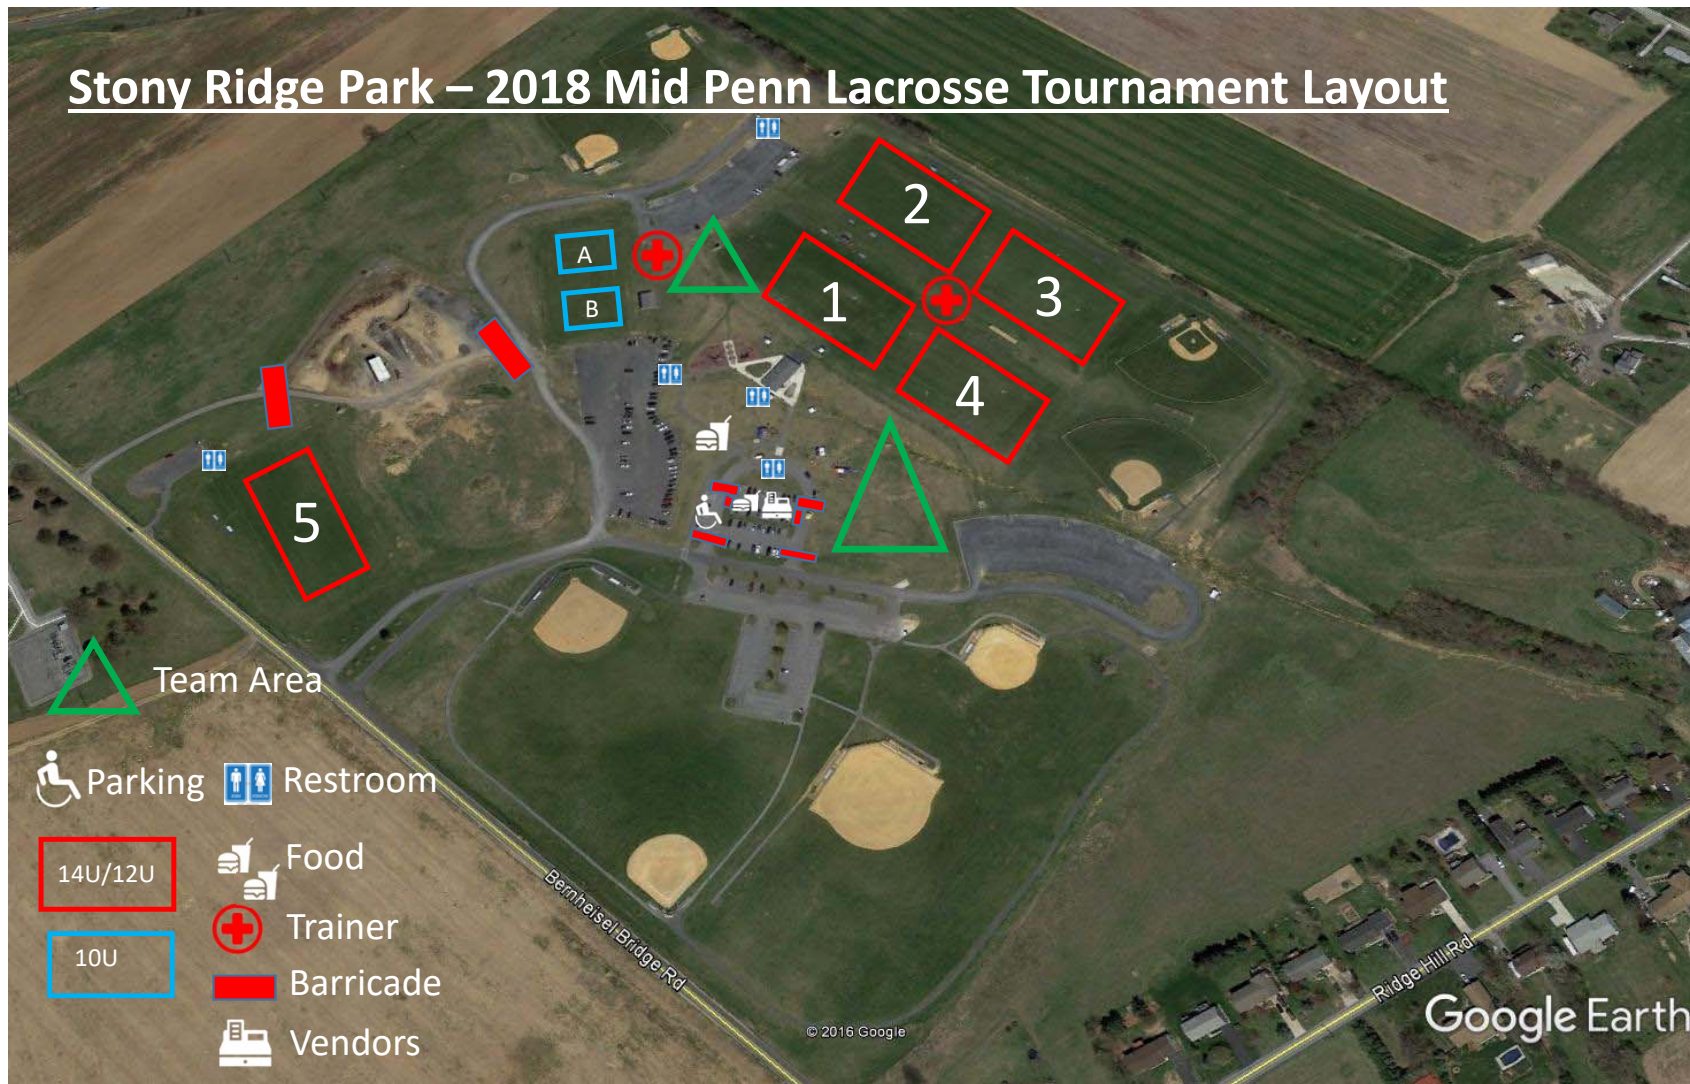 Stony Ridge Park – 2018 Mid Penn Lacrosse Tournament Layout
2
A
3
1
B
4
5
Team Area
Parking
Restroom
14U/12U
Food
10U
Trainer
Barricade
Vendors
Bernheisel Bridge Rd
Ridge Hill Rd
© 2016 Google
Google Earth